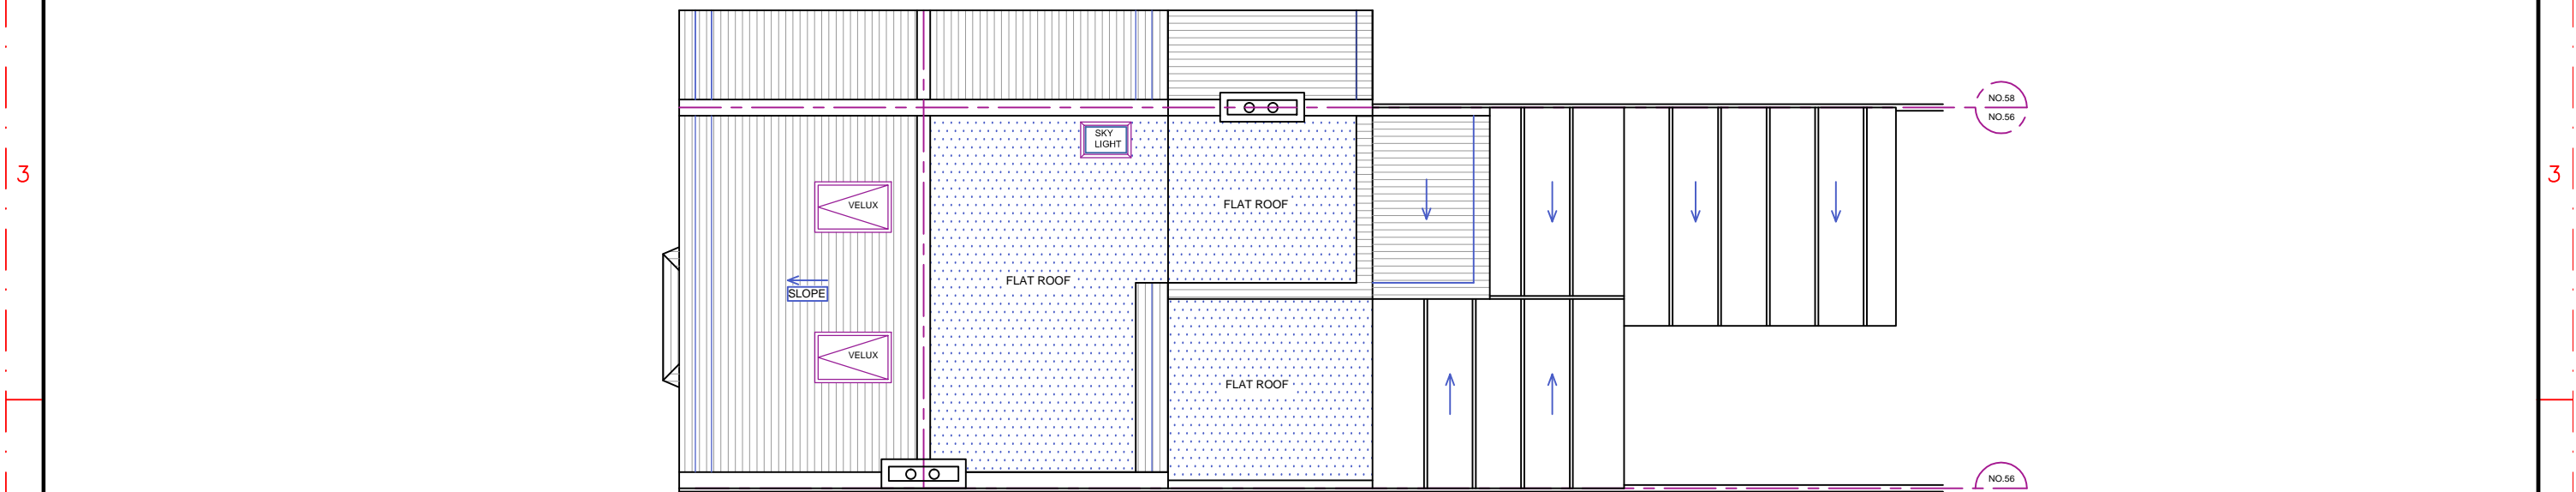 NO.58
NO.56
SKY
LIGHT
3
3
VELUX
FLAT ROOF
FLAT ROOF
SLOPE
VELUX
FLAT ROOF
NO.56